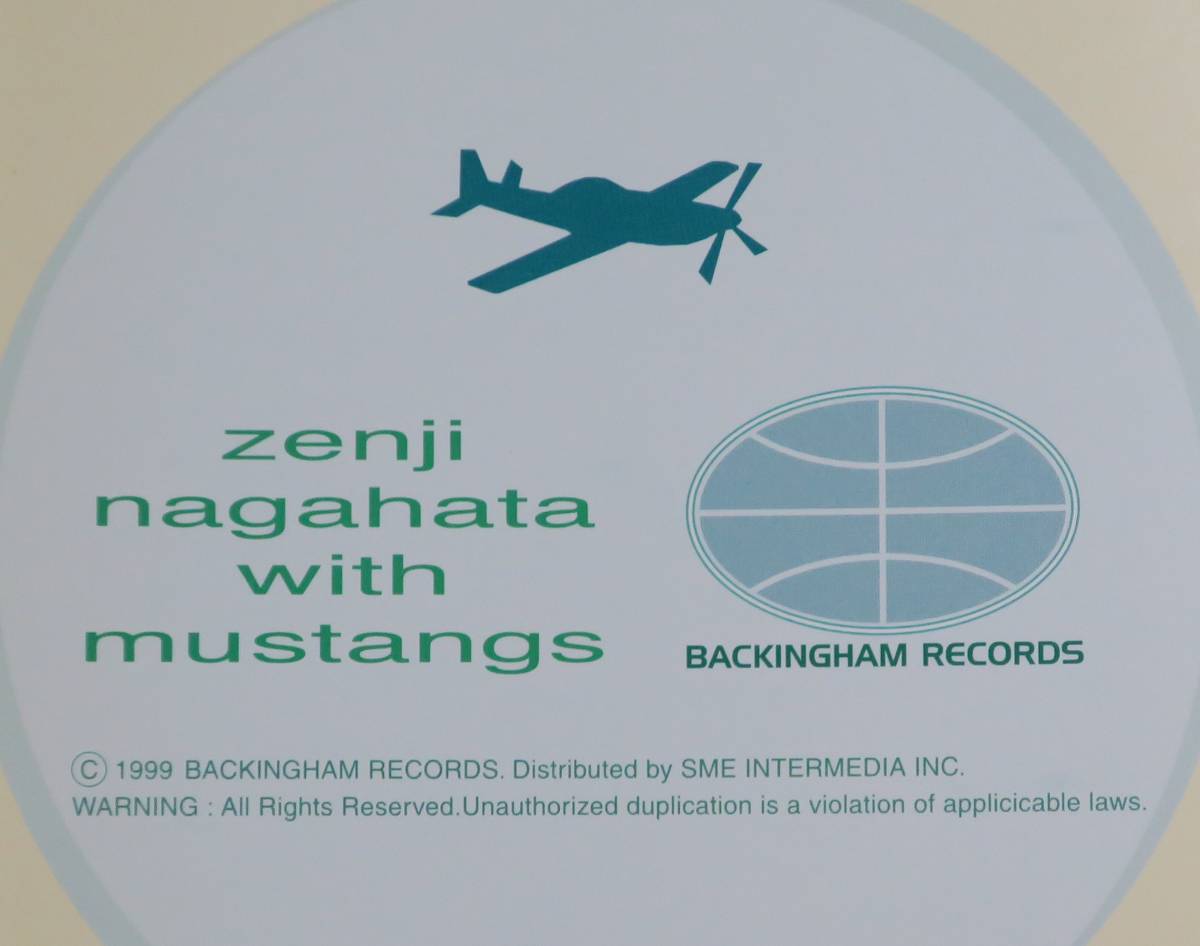 zenji
nagahata
with
mustangs
BACKINGHAM RECORDS
© 1999 BACKINGHAM RECORDS. Distributed by SME INTERMEDIA INC.
WARNING : All Rights Reserved.Unauthorized duplication is a violation of applicicable laws.